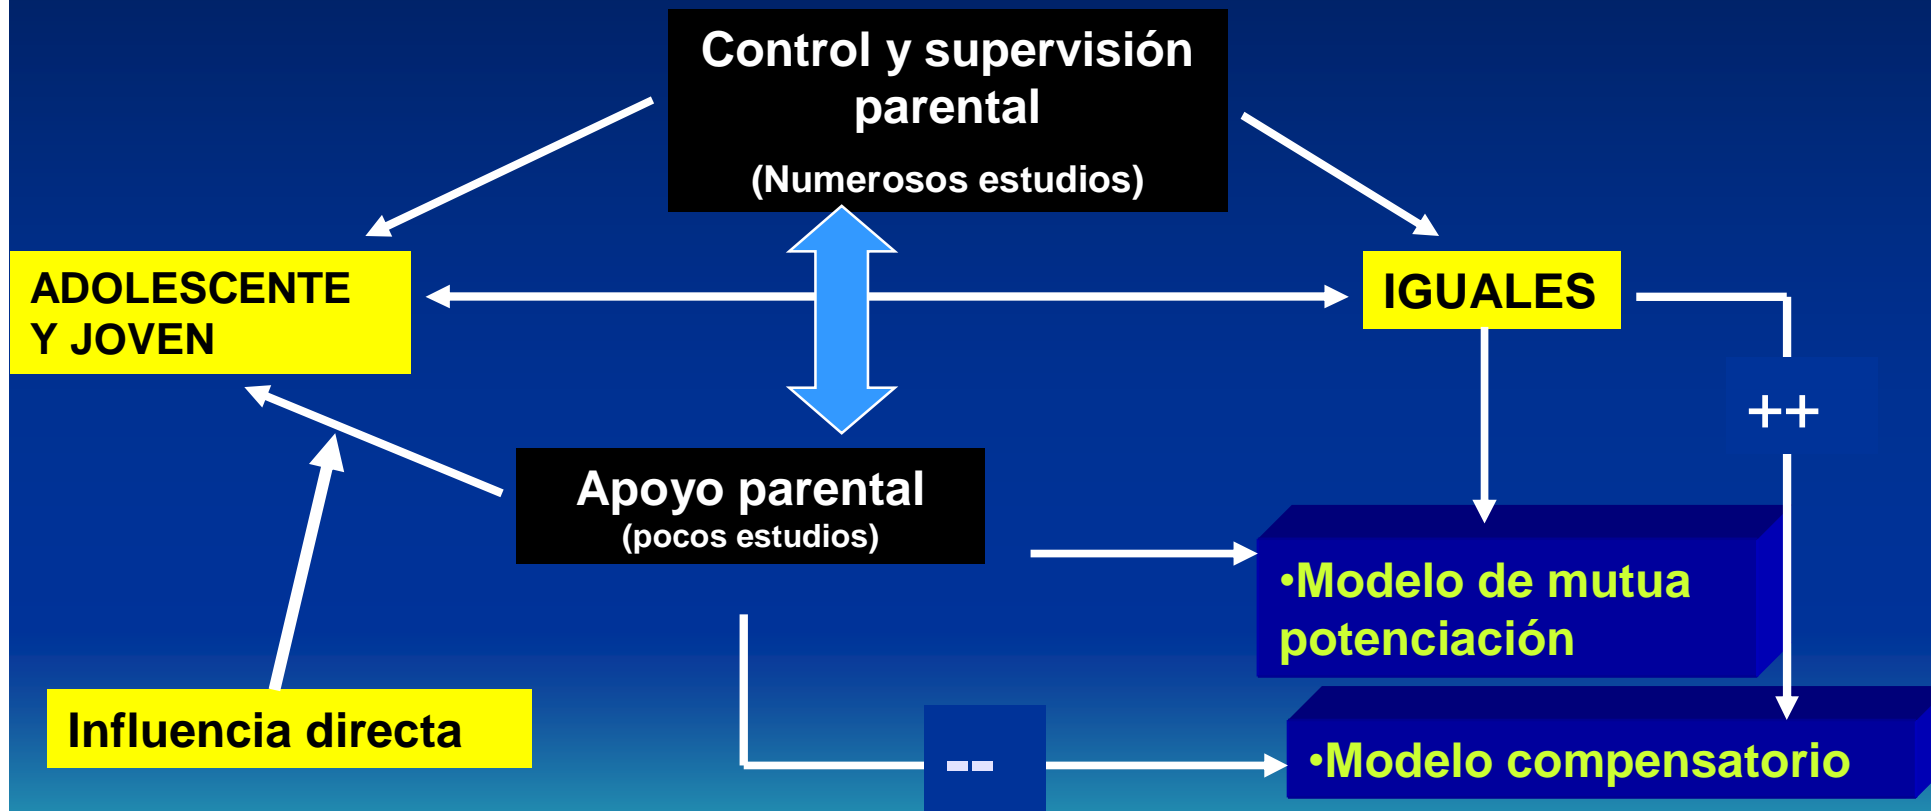 Control y supervisión
parental
(Numerosos estudios)
ADOLESCENTE
Y JOVEN
IGUALES
++
Apoyo parental
(pocos estudios)
•Modelo de mutua
potenciación
Influencia directa
--
•Modelo compensatorio